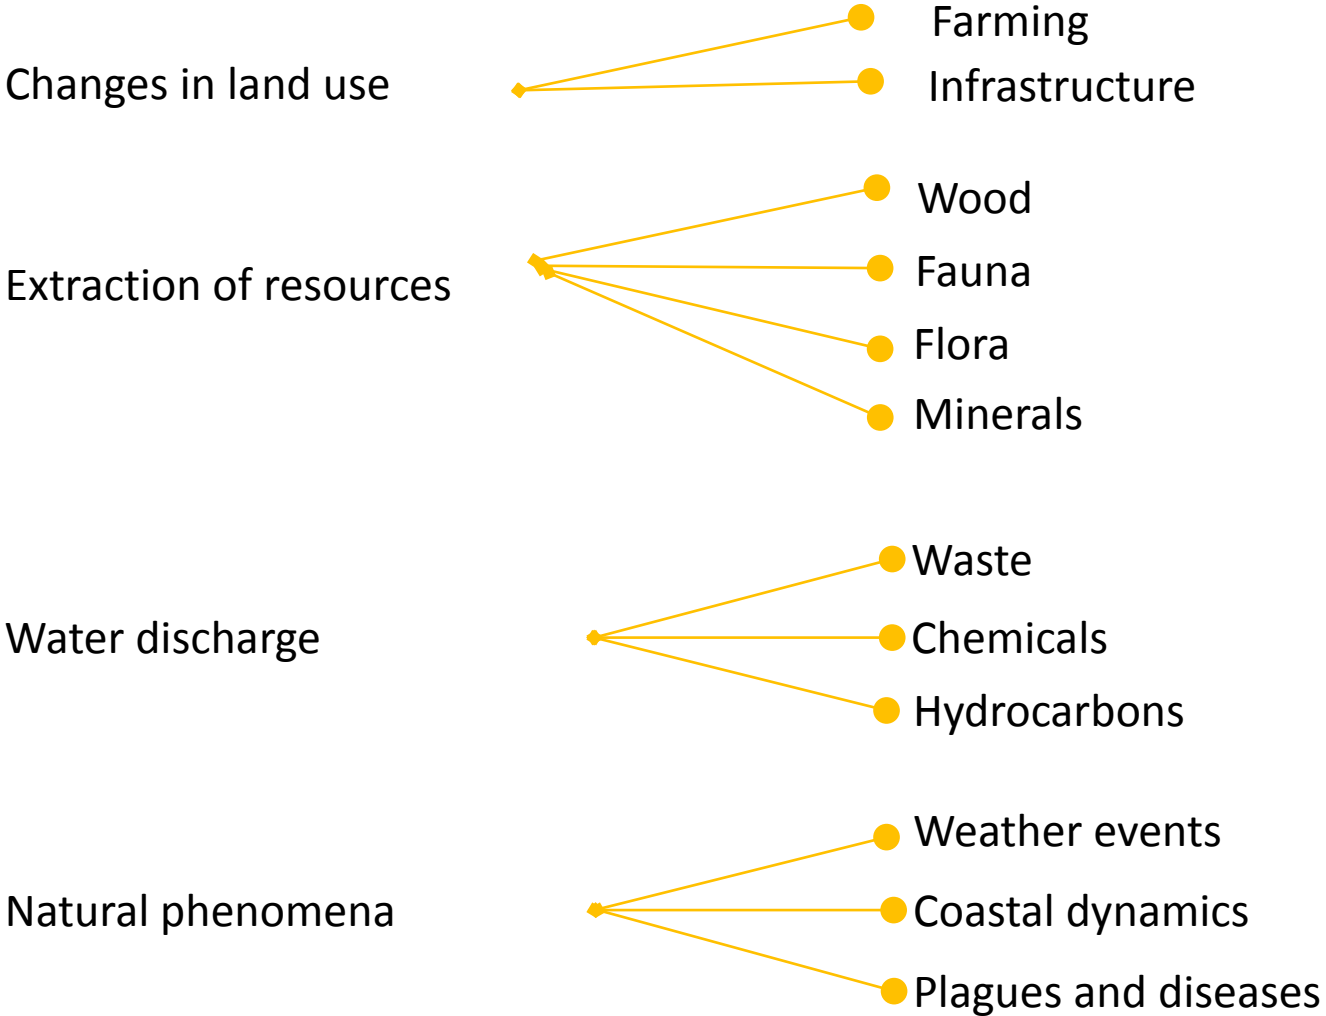 Changes in land use
Farming
Infrastructure
Extraction of resources
Wood
Fauna
Flora
Minerals
Water discharge
Waste
Chemicals
Hydrocarbons
Natural phenomena
Weather events
Coastal dynamics
Plagues and diseases